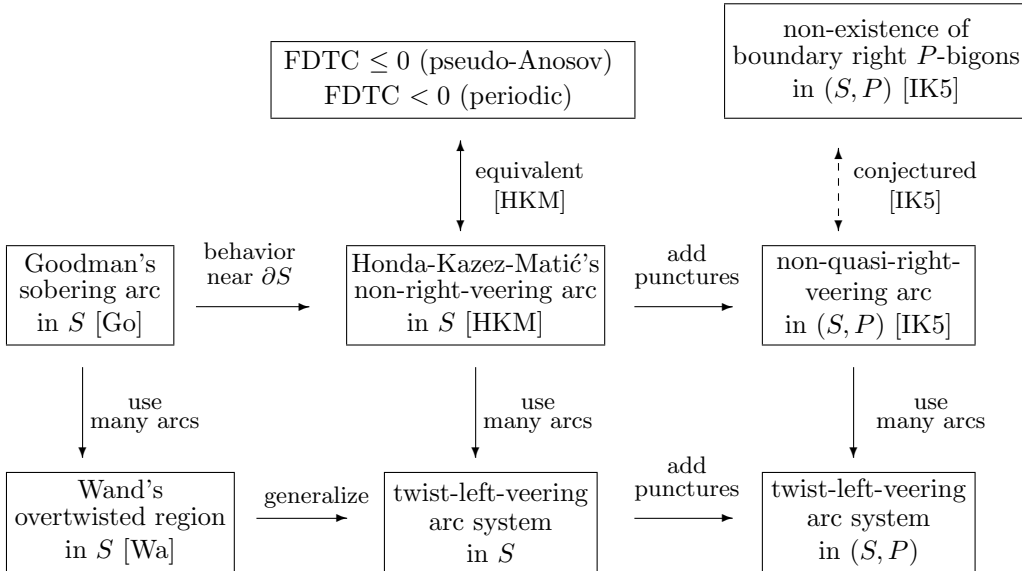 FDTC ≤ 0 (pseudo-Anosov)
FDTC < 0 (periodic)
non-existence of
boundary right P-bigons
in (S, P) [IK5]
equivalent
[HKM]
conjectured
[IK5]
Goodman's
sobering arc
in S [Go]
behavior
near ∂S
Honda-Kazez-Matić's
non-right-veering arc
in S [HKM]
add
punctures
non-quasi-right-
veering arc
in (S, P) [IK5]
use
many arcs
use
many arcs
use
many arcs
Wand's
overtwisted region
in S [Wa]
generalize
twist-left-veering
arc system
in S
add
punctures
twist-left-veering
arc system
in (S, P)